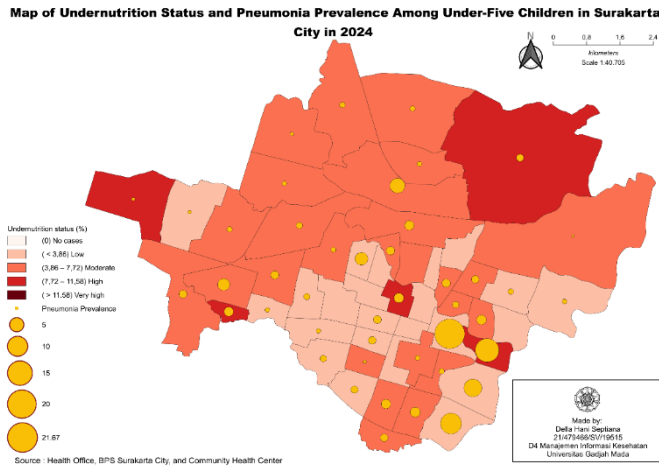 Map of Undernutrition Status and Pneumonia Prevalence Among Under-Five Children in Surakarta
City in 2024
0 0.8 1.6 2.4
kilometers
Scale 1:40.705
Undernutrition status (%)
(0) No cases
( < 3,86| Low
(3,86 – 7,72) Moderate
(7,72 – 11,58) High
( > 11.58) Very high
Pneumonia Prevalence
5
10
15
20
21.67
Made by:
Della Hani Septiana
21/479466/SV/19515
D4 Manajemen Informasi Kesehatan
Universitas Gadjah Mada
Source : Health Office, BPS Surakarta City, and Community Health Center